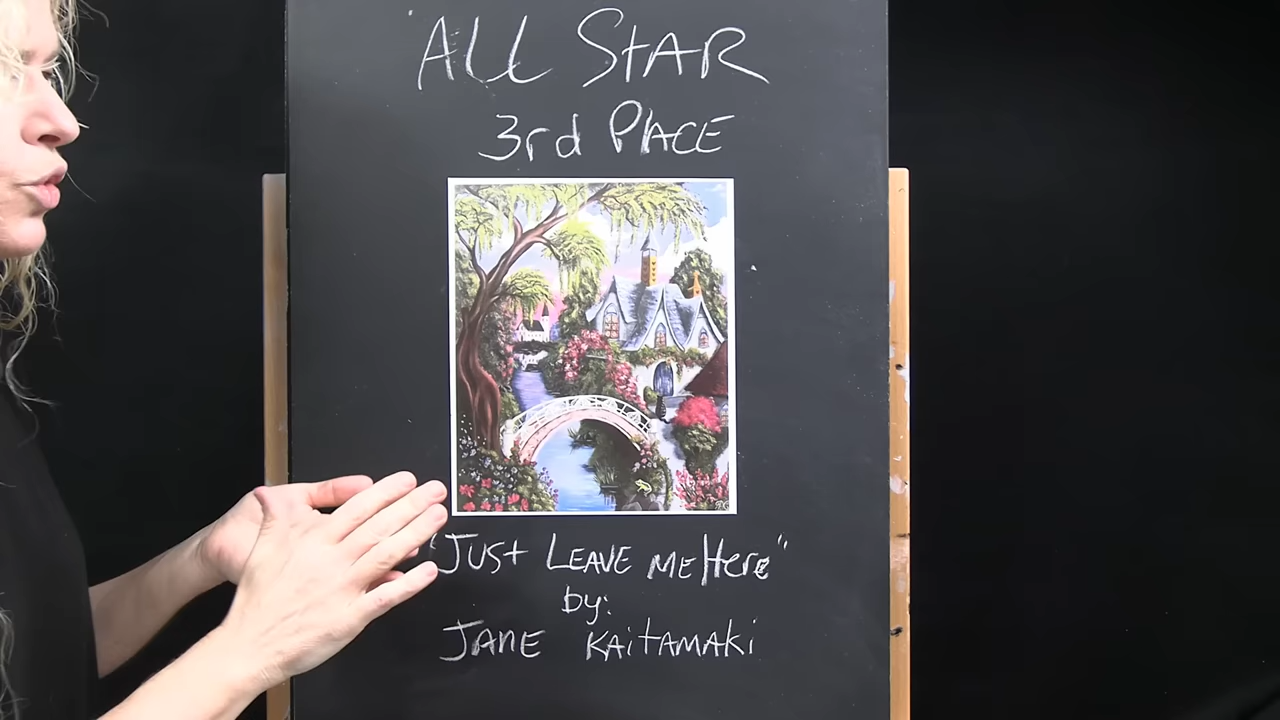 ALL STAR
3rd PLACE
"JUST LEAVE ME Here"
by:
JANE KAiTAMAKi